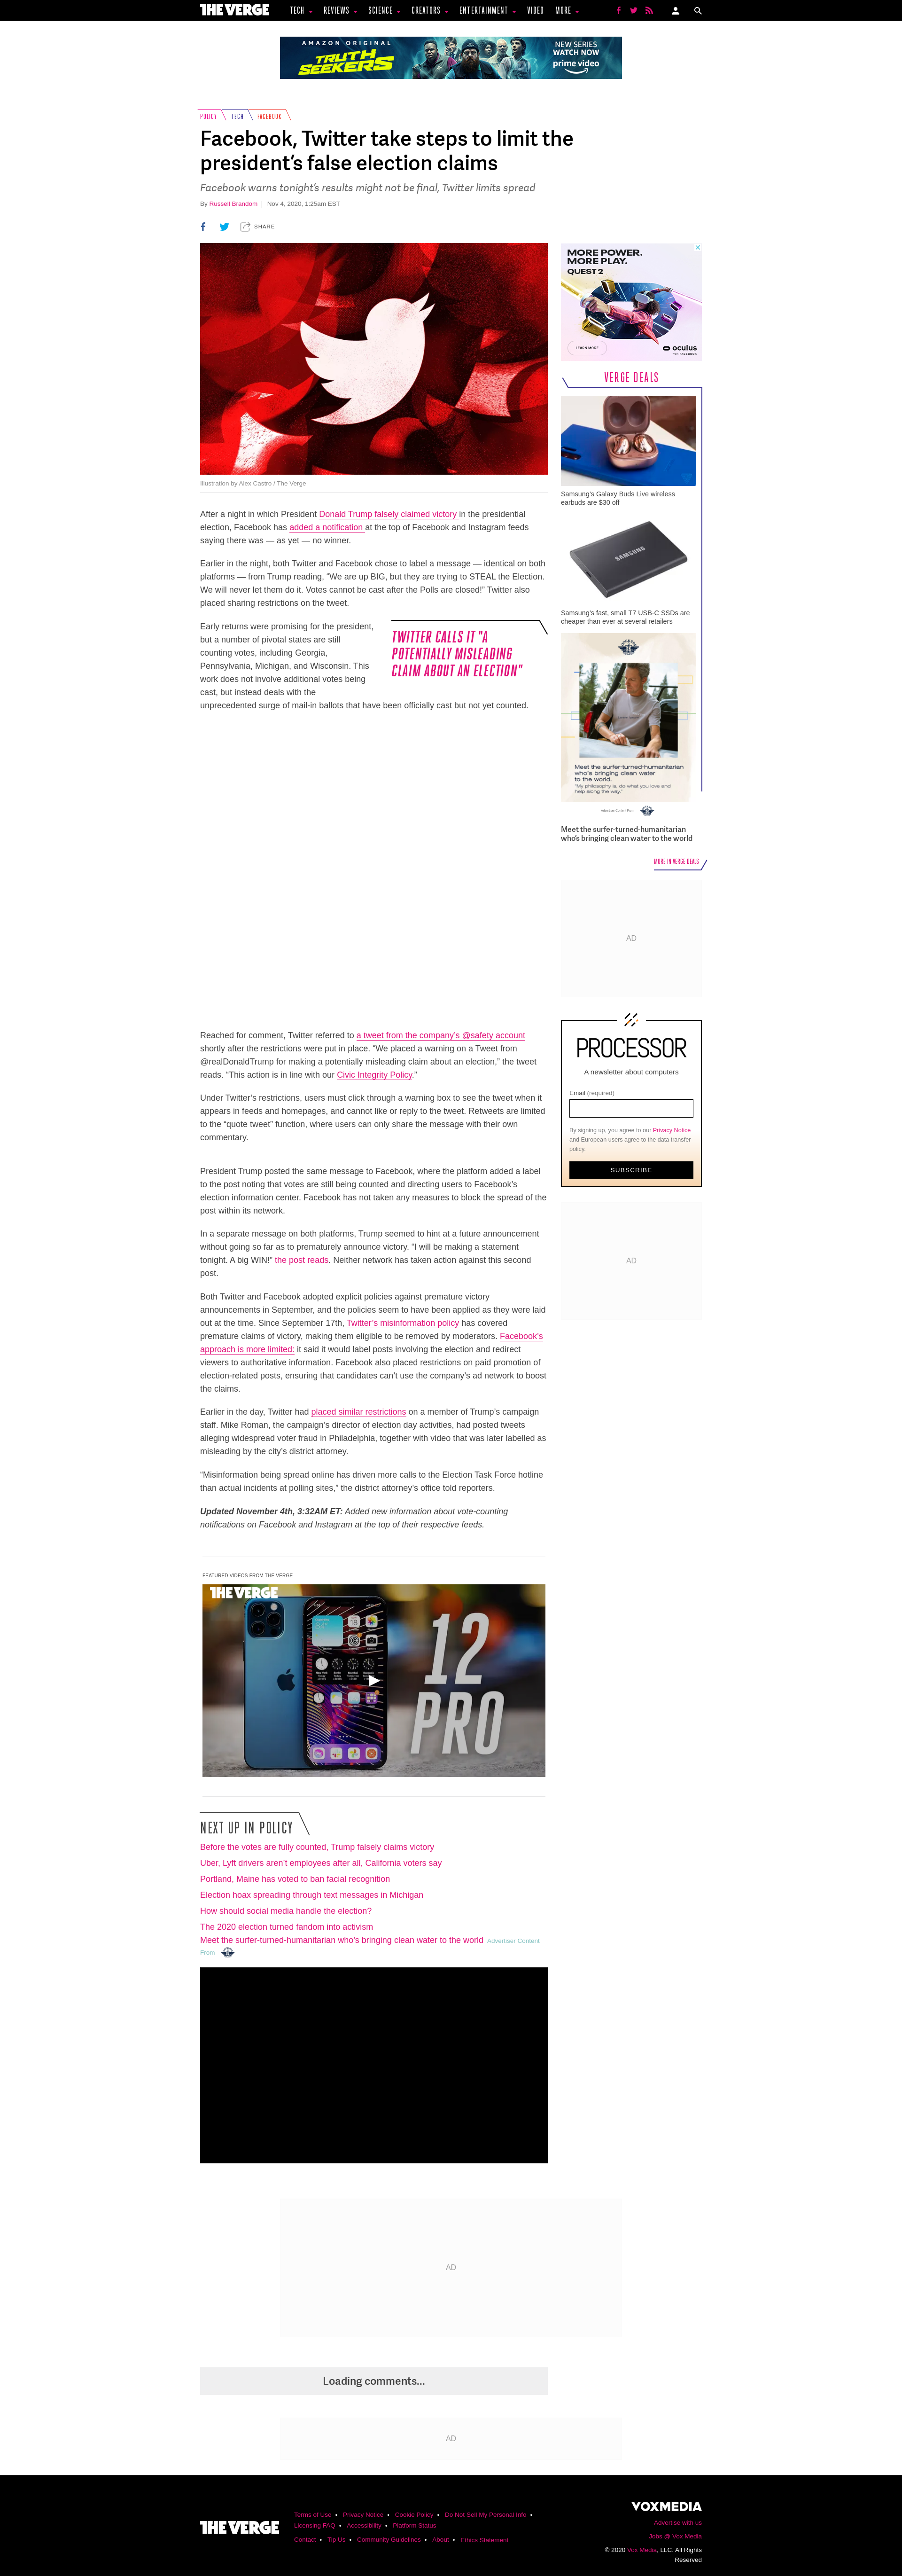 THE VERGE
TECH
REVIEWS
SCIENCE
CREATORS
ENTERTAINMENT
VIDEO
MORE
AMAZON ORIGINAL
TRUTH SEEKERS
NEW SERIES
WATCH NOW
prime video
POLICY
TECH
FACEBOOK
Facebook, Twitter take steps to limit the
president’s false election claims
Facebook warns tonight’s results might not be final, Twitter limits spread
By Russell Brandom | Nov 4, 2020, 1:25am EST
SHARE
Illustration by Alex Castro / The Verge
After a night in which President Donald Trump falsely claimed victory in the presidential
election, Facebook has added a notification at the top of Facebook and Instagram feeds
saying there was — as yet — no winner.
Earlier in the night, both Twitter and Facebook chose to label a message — identical on both
platforms — from Trump reading, “We are up BIG, but they are trying to STEAL the Election.
We will never let them do it. Votes cannot be cast after the Polls are closed!” Twitter also
placed sharing restrictions on the tweet.
Early returns were promising for the president,
but a number of pivotal states are still
counting votes, including Georgia,
Pennsylvania, Michigan, and Wisconsin. This
work does not involve additional votes being
cast, but instead deals with the
unprecedented surge of mail-in ballots that have been officially cast but not yet counted.
TWITTER CALLS IT "A
POTENTIALLY MISLEADING
CLAIM ABOUT AN ELECTION"
Reached for comment, Twitter referred to a tweet from the company’s @safety account
shortly after the restrictions were put in place. “We placed a warning on a Tweet from
@realDonaldTrump for making a potentially misleading claim about an election,” the tweet
reads. “This action is in line with our Civic Integrity Policy.”
Under Twitter’s restrictions, users must click through a warning box to see the tweet when it
appears in feeds and homepages, and cannot like or reply to the tweet. Retweets are limited
to the “quote tweet” function, where users can only share the message with their own
commentary.
President Trump posted the same message to Facebook, where the platform added a label
to the post noting that votes are still being counted and directing users to Facebook’s
election information center. Facebook has not taken any measures to block the spread of the
post within its network.
In a separate message on both platforms, Trump seemed to hint at a future announcement
without going so far as to prematurely announce victory. “I will be making a statement
tonight. A big WIN!” the post reads. Neither network has taken action against this second
post.
Both Twitter and Facebook adopted explicit policies against premature victory
announcements in September, and the policies seem to have been applied as they were laid
out at the time. Since September 17th, Twitter’s misinformation policy has covered
premature claims of victory, making them eligible to be removed by moderators. Facebook’s
approach is more limited: it said it would label posts involving the election and redirect
viewers to authoritative information. Facebook also placed restrictions on paid promotion of
election-related posts, ensuring that candidates can’t use the company’s ad network to boost
the claims.
Earlier in the day, Twitter had placed similar restrictions on a member of Trump’s campaign
staff. Mike Roman, the campaign’s director of election day activities, had posted tweets
alleging widespread voter fraud in Philadelphia, together with video that was later labelled as
misleading by the city’s district attorney.
“Misinformation being spread online has driven more calls to the Election Task Force hotline
than actual incidents at polling sites,” the district attorney’s office told reporters.
Updated November 4th, 3:32AM ET: Added new information about vote-counting
notifications on Facebook and Instagram at the top of their respective feeds.
FEATURED VIDEOS FROM THE VERGE
THE VERGE
12
PRO
NEXT UP IN POLICY
Before the votes are fully counted, Trump falsely claims victory
Uber, Lyft drivers aren’t employees after all, California voters say
Portland, Maine has voted to ban facial recognition
Election hoax spreading through text messages in Michigan
How should social media handle the election?
The 2020 election turned fandom into activism
Meet the surfer-turned-humanitarian who’s bringing clean water to the world Advertiser Content
From
MORE POWER.
MORE PLAY.
QUEST 2
LEARN MORE
oculus
from FACEBOOK
VERGE DEALS
Samsung’s Galaxy Buds Live wireless
earbuds are $30 off
SAMSUNG
Samsung’s fast, small T7 USB-C SSDs are
cheaper than ever at several retailers
Meet the surfer-turned-humanitarian
who’s bringing clean water
to the world.
“My philosophy is, do what you love and
help along the way.”
Advertiser Content From
Meet the surfer-turned-humanitarian
who’s bringing clean water to the world
MORE IN VERGE DEALS
AD
PROCESSOR
A newsletter about computers
Email (required)
By signing up, you agree to our Privacy Notice
and European users agree to the data transfer
policy.
SUBSCRIBE
AD
AD
Loading comments...
AD
THE VERGE
Terms of Use • Privacy Notice • Cookie Policy • Do Not Sell My Personal Info •
Licensing FAQ • Accessibility • Platform Status
Contact • Tip Us • Community Guidelines • About • Ethics Statement
VOXMEDIA
Advertise with us
Jobs @ Vox Media
© 2020 Vox Media, LLC. All Rights
Reserved